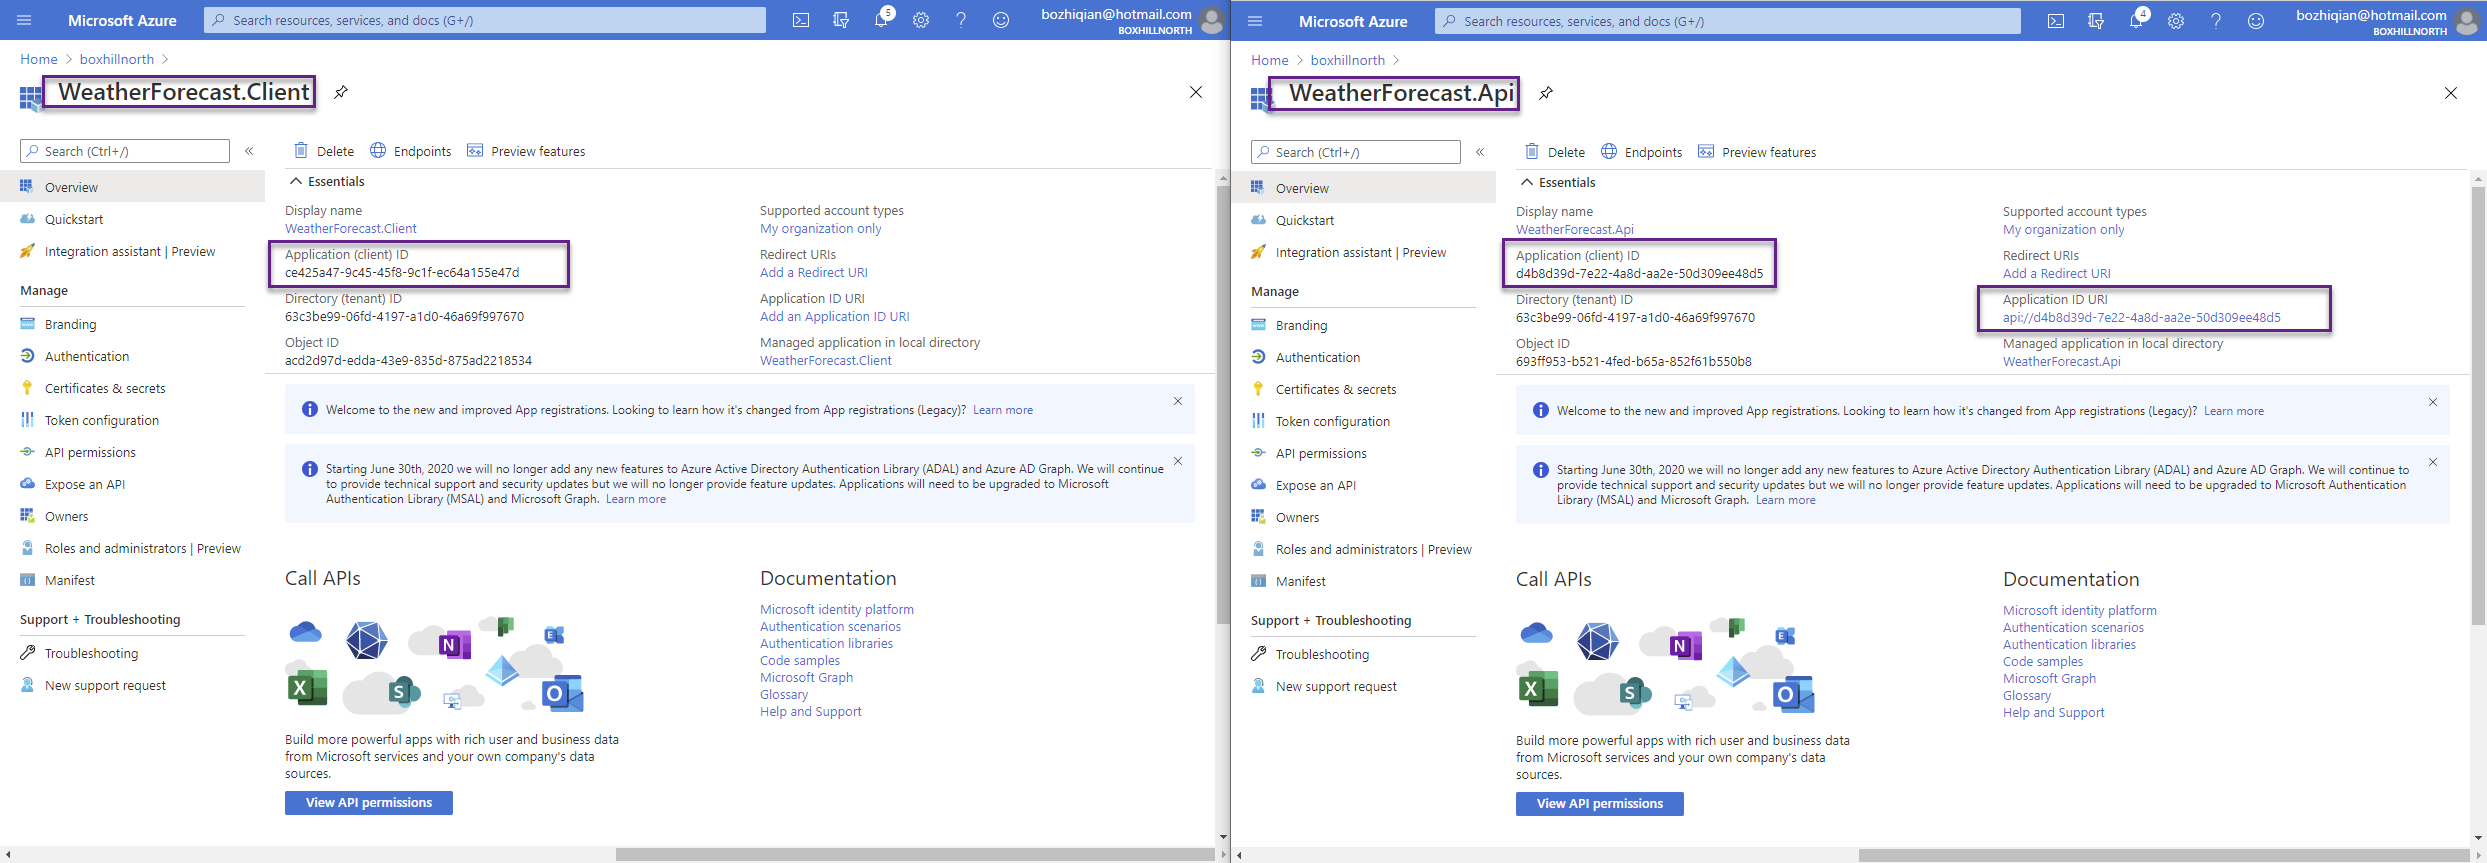 Microsoft Azure
Search resources, services, and docs (G+/)
5
bozhiqian@hotmail.com
BOXHILLNORTH
Home > boxhillnorth >
WeatherForecast.Client
Search (Ctrl+/)
«
Delete
Endpoints
Preview features
Overview
Quickstart
Integration assistant | Preview
Manage
Branding
Authentication
Certificates & secrets
Token configuration
API permissions
Expose an API
Owners
Roles and administrators | Preview
Manifest
Support + Troubleshooting
Troubleshooting
New support request
Essentials
Display name
WeatherForecast.Client
Application (client) ID
ce425a47-9c45-45f8-9c1f-ec64a155e47d
Directory (tenant) ID
63c3be99-06fd-4197-a1d0-46a69f997670
Object ID
acd2d97d-edda-43e9-835d-875ad2218534
Supported account types
My organization only
Redirect URIs
Add a Redirect URI
Application ID URI
Add an Application ID URI
Managed application in local directory
WeatherForecast.Client
Welcome to the new and improved App registrations. Looking to learn how it's changed from App registrations (Legacy)? Learn more
Starting June 30th, 2020 we will no longer add any new features to Azure Active Directory Authentication Library (ADAL) and Azure AD Graph. We will continue
to provide technical support and security updates but we will no longer provide feature updates. Applications will need to be upgraded to Microsoft
Authentication Library (MSAL) and Microsoft Graph. Learn more
Call APIs
N
E
X
S
O
Build more powerful apps with rich user and business data
from Microsoft services and your own company's data
sources.
View API permissions
Documentation
Microsoft identity platform
Authentication scenarios
Authentication libraries
Code samples
Microsoft Graph
Glossary
Help and Support
Microsoft Azure
Search resources, services, and docs (G+/)
4
bozhiqian@hotmail.com
BOXHILLNORTH
Home > boxhillnorth >
WeatherForecast.Api
Search (Ctrl+/)
«
Delete
Endpoints
Preview features
Overview
Quickstart
Integration assistant | Preview
Manage
Branding
Authentication
Certificates & secrets
Token configuration
API permissions
Expose an API
Owners
Roles and administrators | Preview
Manifest
Support + Troubleshooting
Troubleshooting
New support request
Essentials
Display name
WeatherForecast.Api
Application (client) ID
d4b8d39d-7e22-4a8d-aa2e-50d309ee48d5
Directory (tenant) ID
63c3be99-06fd-4197-a1d0-46a69f997670
Object ID
693ff953-b521-4fed-b65a-852f61b550b8
Supported account types
My organization only
Redirect URIs
Add a Redirect URI
Application ID URI
api://d4b8d39d-7e22-4a8d-aa2e-50d309ee48d5
Managed application in local directory
WeatherForecast.Api
Welcome to the new and improved App registrations. Looking to learn how it's changed from App registrations (Legacy)? Learn more
Starting June 30th, 2020 we will no longer add any new features to Azure Active Directory Authentication Library (ADAL) and Azure AD Graph. We will continue to
provide technical support and security updates but we will no longer provide feature updates. Applications will need to be upgraded to Microsoft Authentication
Library (MSAL) and Microsoft Graph. Learn more
Call APIs
N
E
X
S
O
Build more powerful apps with rich user and business data
from Microsoft services and your own company's data
sources.
View API permissions
Documentation
Microsoft identity platform
Authentication scenarios
Authentication libraries
Code samples
Microsoft Graph
Glossary
Help and Support